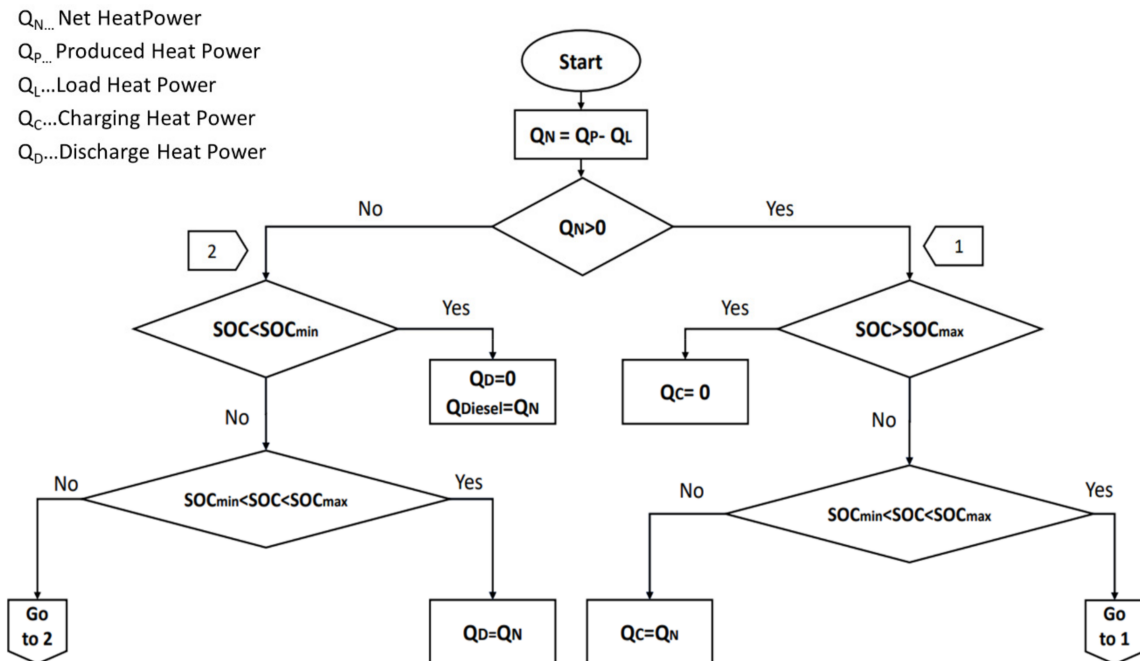 QN... Net HeatPower
QP... Produced Heat Power
QL...Load Heat Power
QC...Charging Heat Power
QD...Discharge Heat Power
Start
QN = QP- QL
QN>0
No
Yes
2
1
SOC<SOCmin
Yes
Yes
SOC>SOCmax
QD=0
QDiesel=QN
QC= 0
No
No
No
SOCmin<SOC<SOCmax
Yes
No
SOCmin<SOC<SOCmax
Yes
Go
to 2
QD=QN
QC=QN
Go
to 1